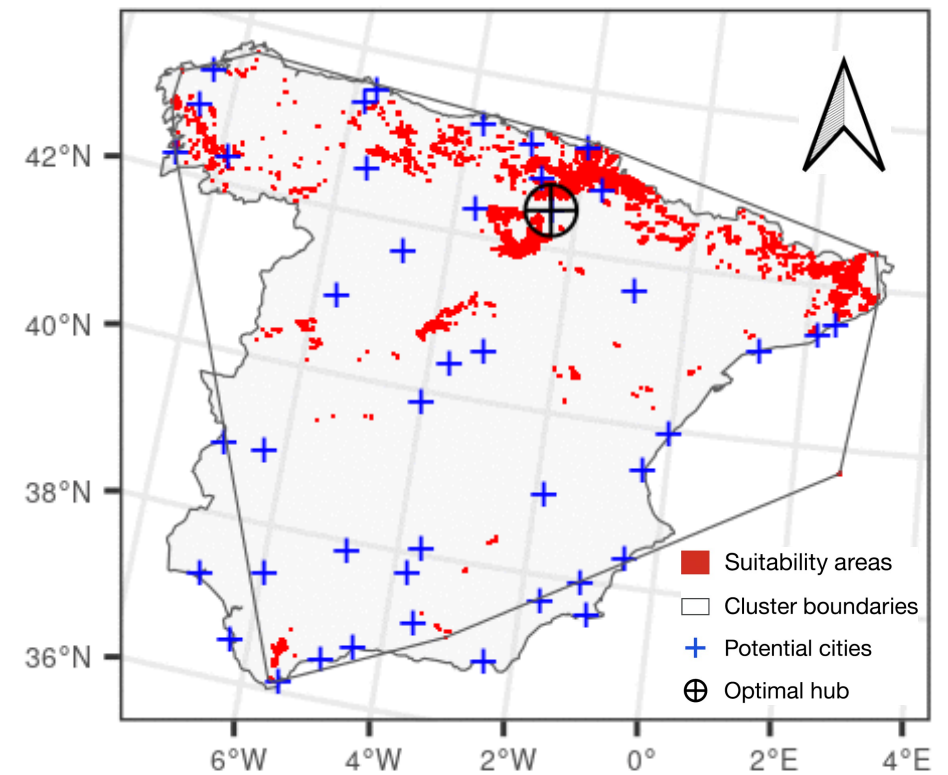 42°N
40°N
38°N
36°N
Suitability areas
Cluster boundaries
Potential cities
Optimal hub
6°W 4°W 2°W 0° 2°E 4°E